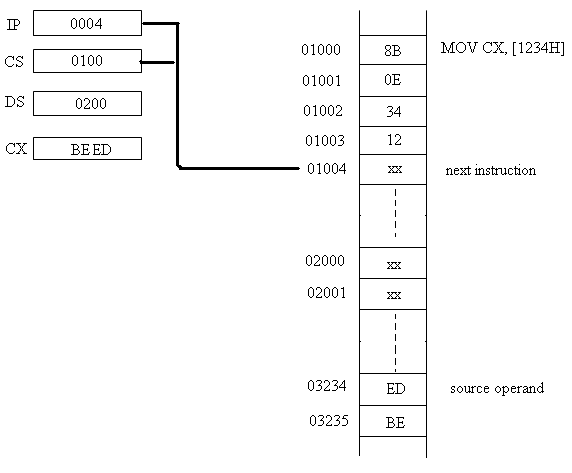 IP 0004
CS 0100
DS 0200
CX BEED
01000 8B MOV CX, [1234H]
01001 0E
01002 34
01003 12
01004 xx next instruction
02000 xx
02001 xx
03234 ED source operand
03235 BE